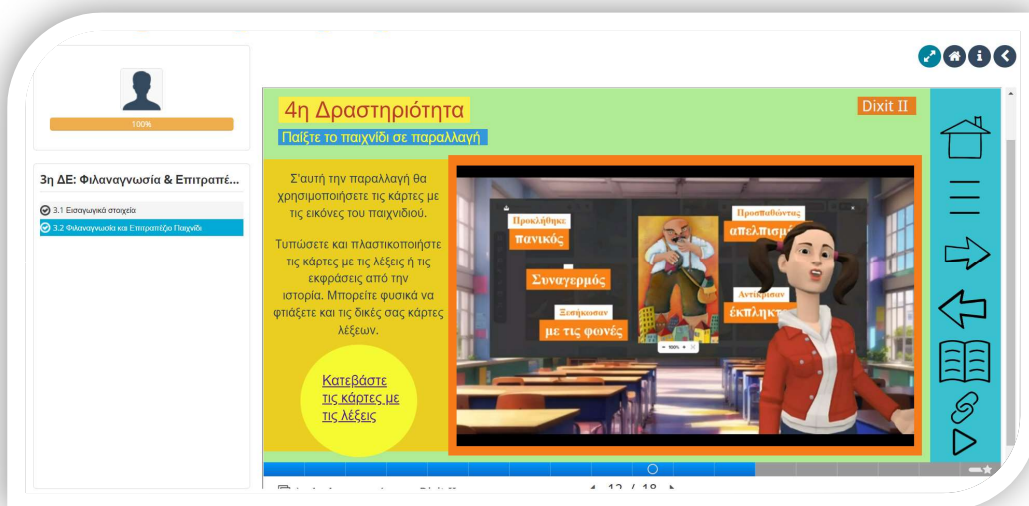 100%
3η ΔΕ: Φιλαναγνωσία & Επιτραπέ...
3.1 Εισαγωγικά στοιχεία
3.2 Φιλαναγνωσία και Επιτραπέζιο Παιχνίδι
4η Δραστηριότητα
Dixit II
Παίξτε το παιχνίδι σε παραλλαγή
Σ'αυτή την παραλλαγή θα
χρησιμοποιήσετε τις κάρτες με
τις εικόνες του παιχνιδιού.
Τυπώσετε και πλαστικοποιήστε
τις κάρτες με τις λέξεις ή τις
εκφράσεις από την
ιστορία. Μπορείτε φυσικά να
φτιάξετε και τις δικές σας κάρτες
λέξεων.
Κατεβάστε
τις κάρτες με
τις λέξεις
Προκλήθηκε
πανικός
Συναγερμός
Ξεσήκωσαν
με τις φωνές
Προσπαθώντας
Αντίκρισαν
100%
12 / 18